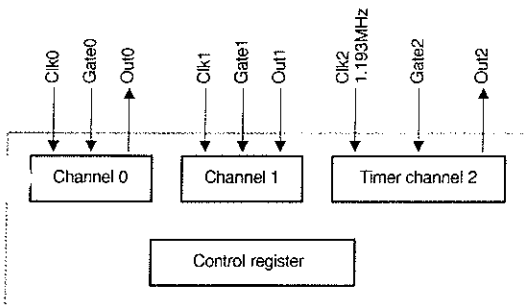 Clk0
Gate0
Out0
Clk1
Gate1
Out1
Clk2
1.193MHz
Gate2
Out2
Channel 0
Channel 1
Timer channel 2
Control register